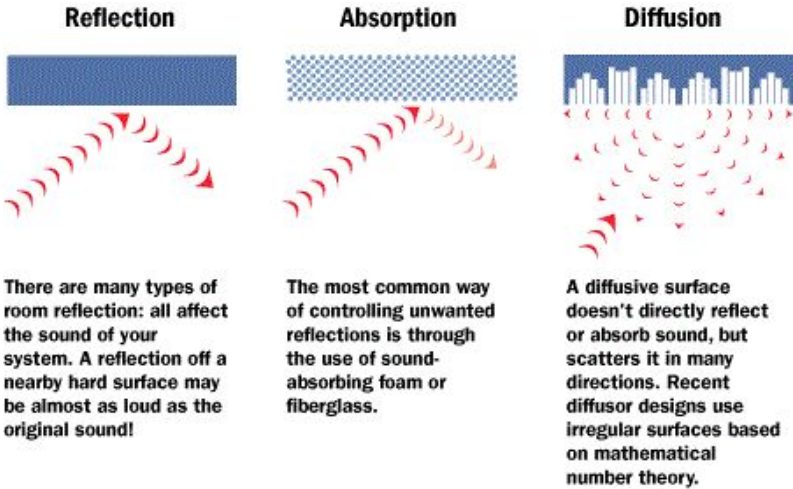 Reflection
There are many types of
room reflection: all affect
the sound of your
system. A reflection off a
nearby hard surface may
be almost as loud as the
original sound!
Absorption
The most common way
of controlling unwanted
reflections is through
the use of sound-
absorbing foam or
fiberglass.
Diffusion
A diffusive surface
doesn't directly reflect
or absorb sound, but
scatters it in many
directions. Recent
diffusor designs use
irregular surfaces based
on mathematical
number theory.